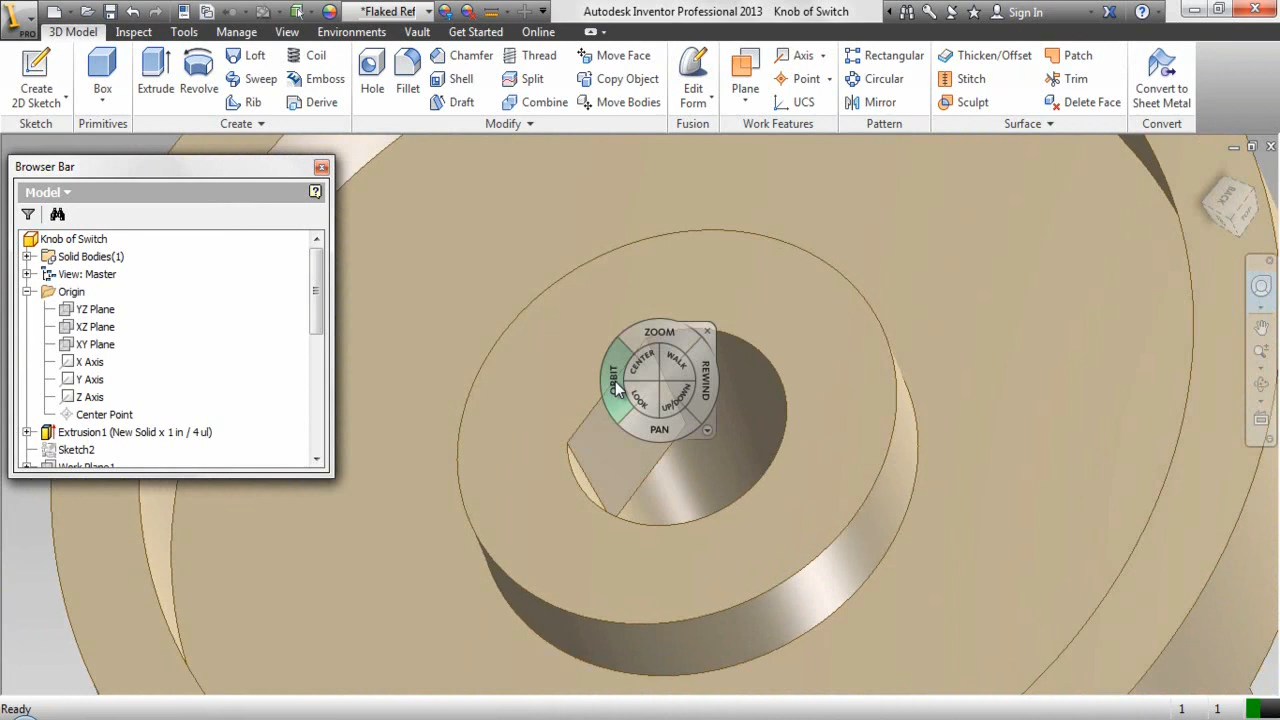 *Flaked Ref
Autodesk Inventor Professional 2013 Knob of Switch
Sign In
PRO
3D Model Inspect Tools Manage View Environments Vault Get Started Online
Create 2D Sketch
Box
Extrude
Revolve
Loft
Sweep
Rib
Coil
Emboss
Derive
Hole
Fillet
Chamfer
Shell
Draft
Thread
Split
Combine
Move Face
Copy Object
Move Bodies
Edit Form
Plane
Axis
Point
UCS
Rectangular
Circular
Mirror
Thicken/Offset
Stitch
Sculpt
Patch
Trim
Delete Face
Convert to Sheet Metal
Sketch Primitives Create Modify Fusion Work Features Pattern Surface Convert
Browser Bar
Model
Knob of Switch
Solid Bodies(1)
View: Master
Origin
YZ Plane
XZ Plane
XY Plane
X Axis
Y Axis
Z Axis
Center Point
Extrusion1 (New Solid x 1 in / 4 ul)
Sketch2
Work Plane1
ZOOM
CENTER
WALK
ORBIT
REWIND
LOOK
UP/DOWN
PAN
BACK
Ready
1 1